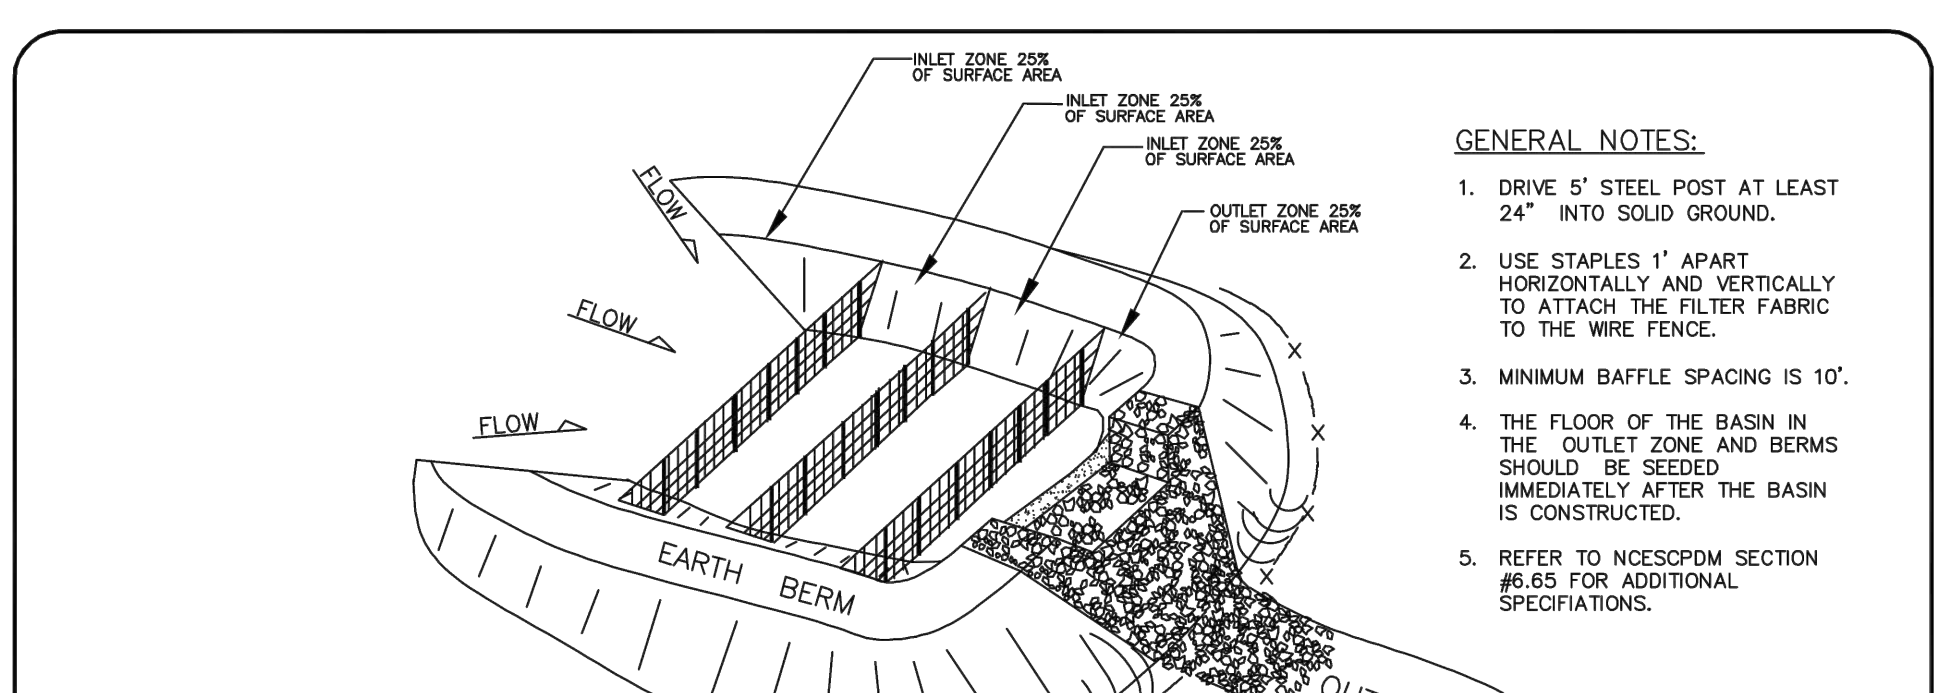 INLET ZONE 25%
OF SURFACE AREA
INLET ZONE 25%
OF SURFACE AREA
INLET ZONE 25%
OF SURFACE AREA
OUTLET ZONE 25%
OF SURFACE AREA
FLOW
FLOW
FLOW
EARTH BERM
GENERAL NOTES:
1. DRIVE 5' STEEL POST AT LEAST
24" INTO SOLID GROUND.
2. USE STAPLES 1' APART
HORIZONTALLY AND VERTICALLY
TO ATTACH THE FILTER FABRIC
TO THE WIRE FENCE.
3. MINIMUM BAFFLE SPACING IS 10'.
4. THE FLOOR OF THE BASIN IN
THE OUTLET ZONE AND BERMS
SHOULD BE SEEDED
IMMEDIATELY AFTER THE BASIN
IS CONSTRUCTED.
5. REFER TO NCESCPDM SECTION
#6.65 FOR ADDITIONAL
SPECIFIATIONS.